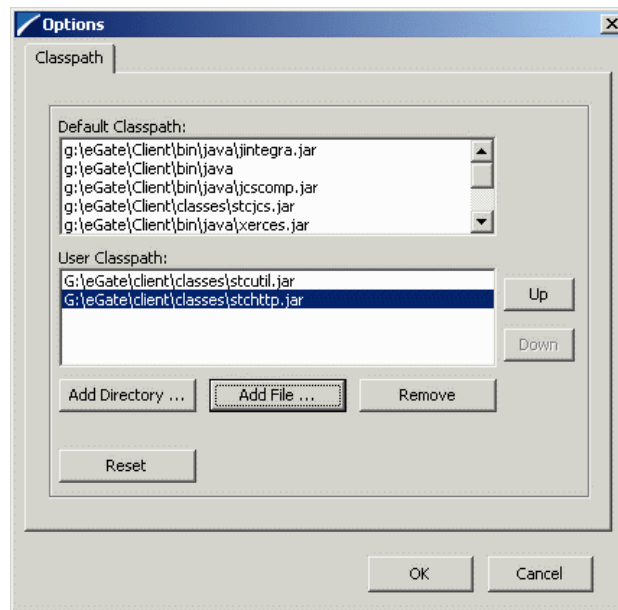 Options
Classpath
Default Classpath:
g:\eGate\Client\bin\java\jintegra.jar
g:\eGate\Client\bin\java
g:\eGate\Client\bin\java\jcscomp.jar
g:\eGate\Client\classes\stcjcs.jar
g:\eGate\Client\bin\java\xerces.jar
User Classpath:
G:\eGate\client\classes\stcutil.jar
G:\eGate\client\classes\stchttp.jar
Up
Down
Add Directory ... Add File ... Remove
Reset
OK Cancel